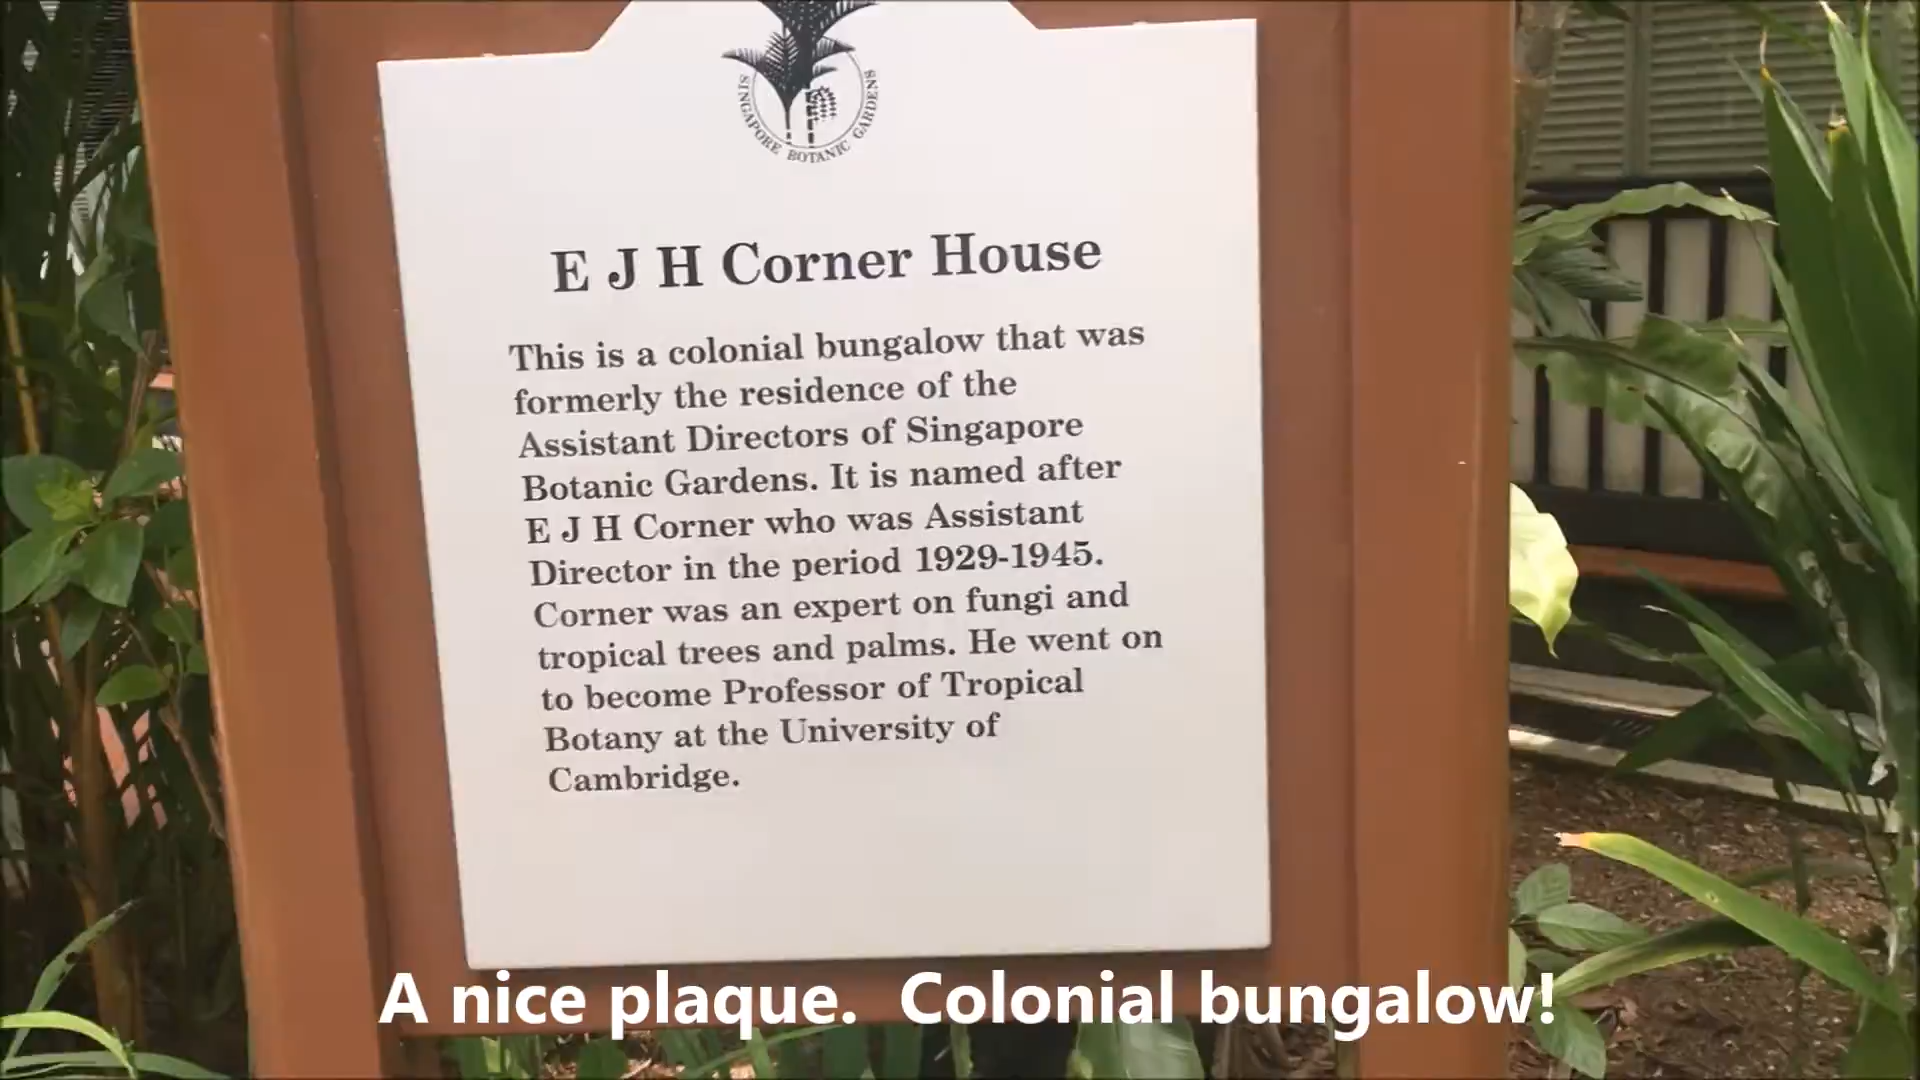 SINGAPORE BOTANIC GARDENS
E J H Corner House
This is a colonial bungalow that was
formerly the residence of the
Assistant Directors of Singapore
Botanic Gardens. It is named after
E J H Corner who was Assistant
Director in the period 1929-1945.
Corner was an expert on fungi and
tropical trees and palms. He went on
to become Professor of Tropical
Botany at the University of
Cambridge.
A nice plaque.  Colonial bungalow!